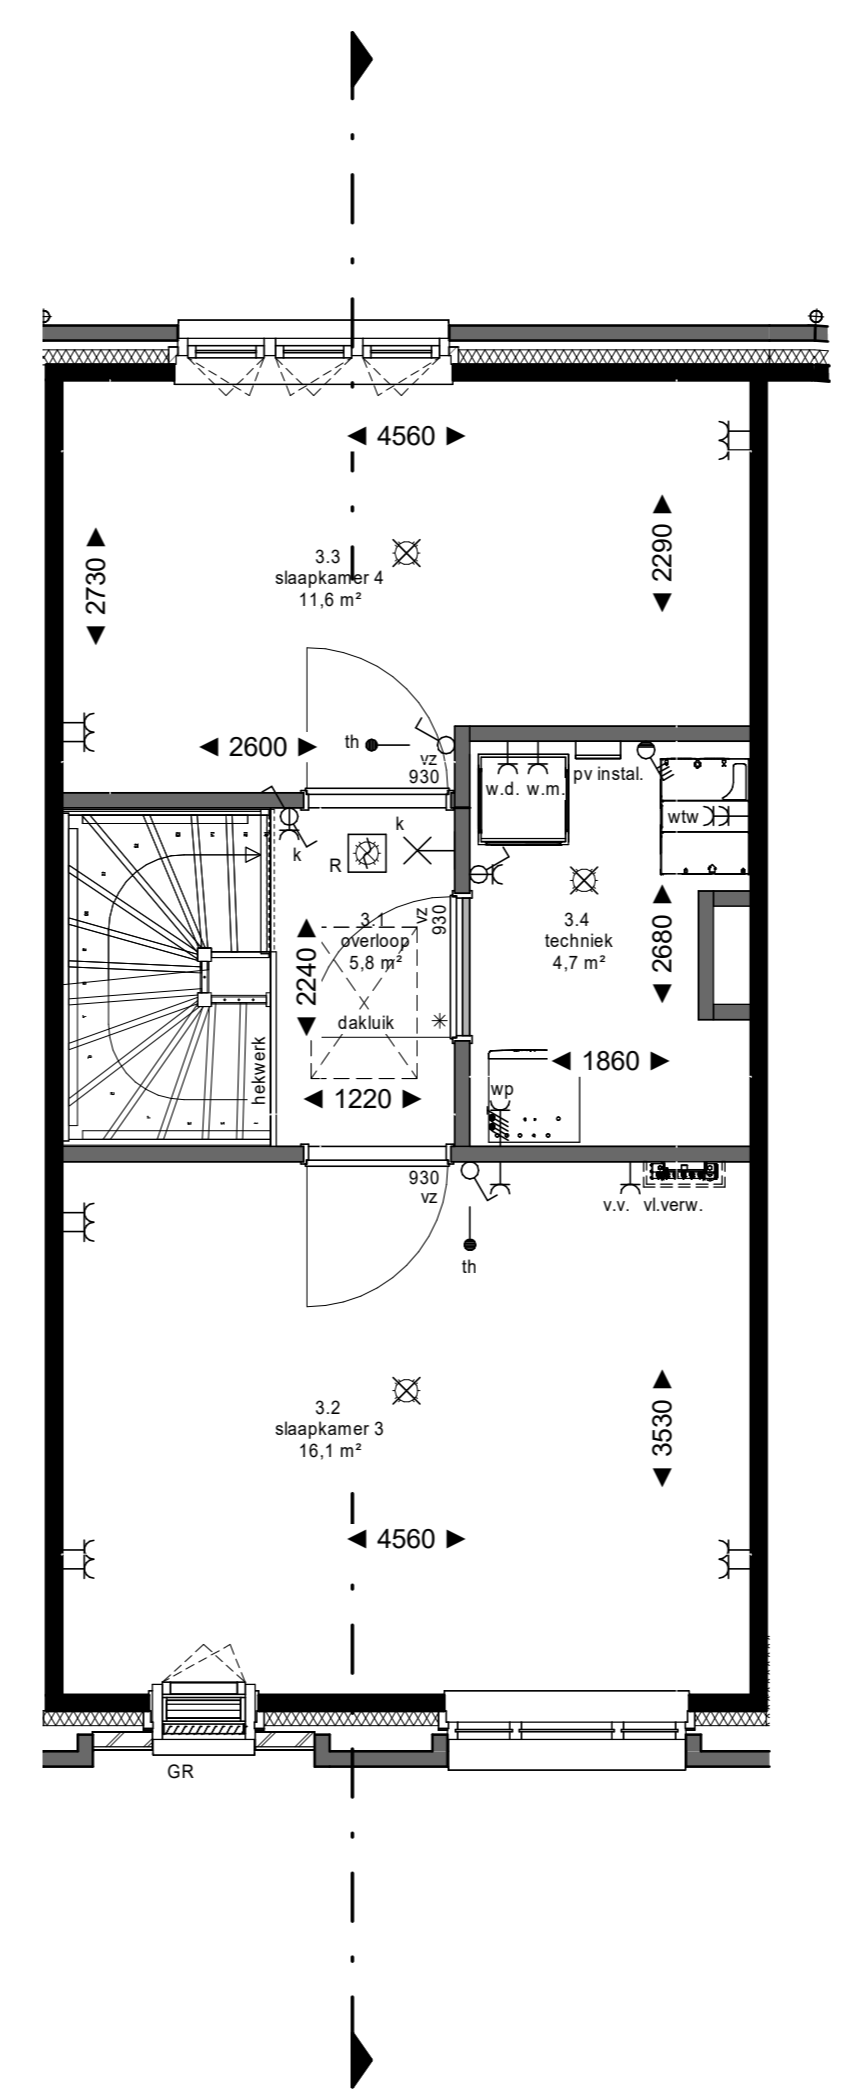 4560
2290
2730
3.3
slaapkamer 4
11,6 m²
2600
th
vz
930
w.d.
w.m.
pv instal.
wtw
k
k
R
3.1
overloop
5,8 m²
vz
930
2240
dakluik
hekwerk
1220
3.4
techniek
4,7 m²
2680
1860
wp
930
vz
th
v.v.
vl.verw.
3.2
slaapkamer 3
16,1 m²
3530
4560
GR